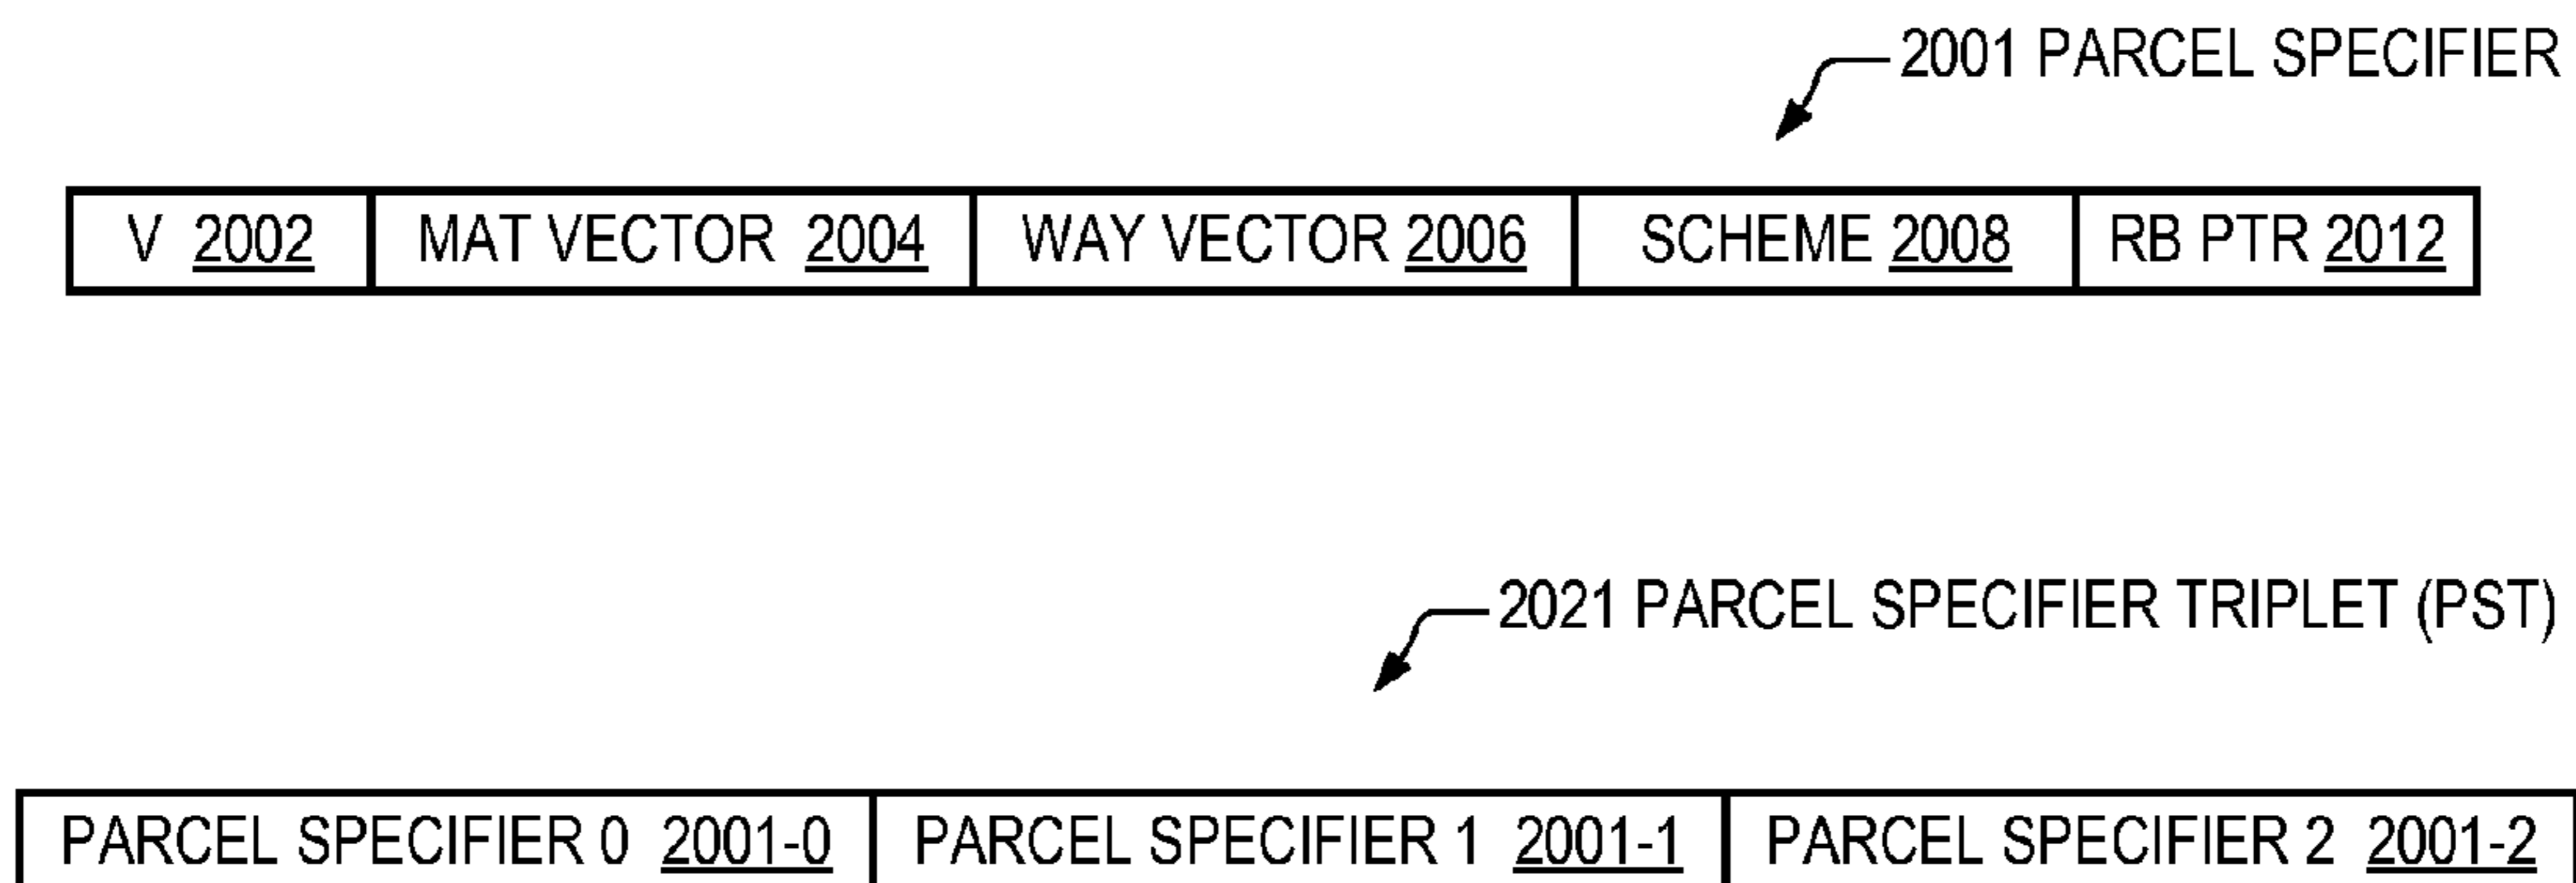 2001 PARCEL SPECIFIER
V 2002 MAT VECTOR 2004 WAY VECTOR 2006 SCHEME 2008 RB PTR 2012
2021 PARCEL SPECIFIER TRIPLET (PST)
PARCEL SPECIFIER 0 2001-0 PARCEL SPECIFIER 1 2001-1 PARCEL SPECIFIER 2 2001-2